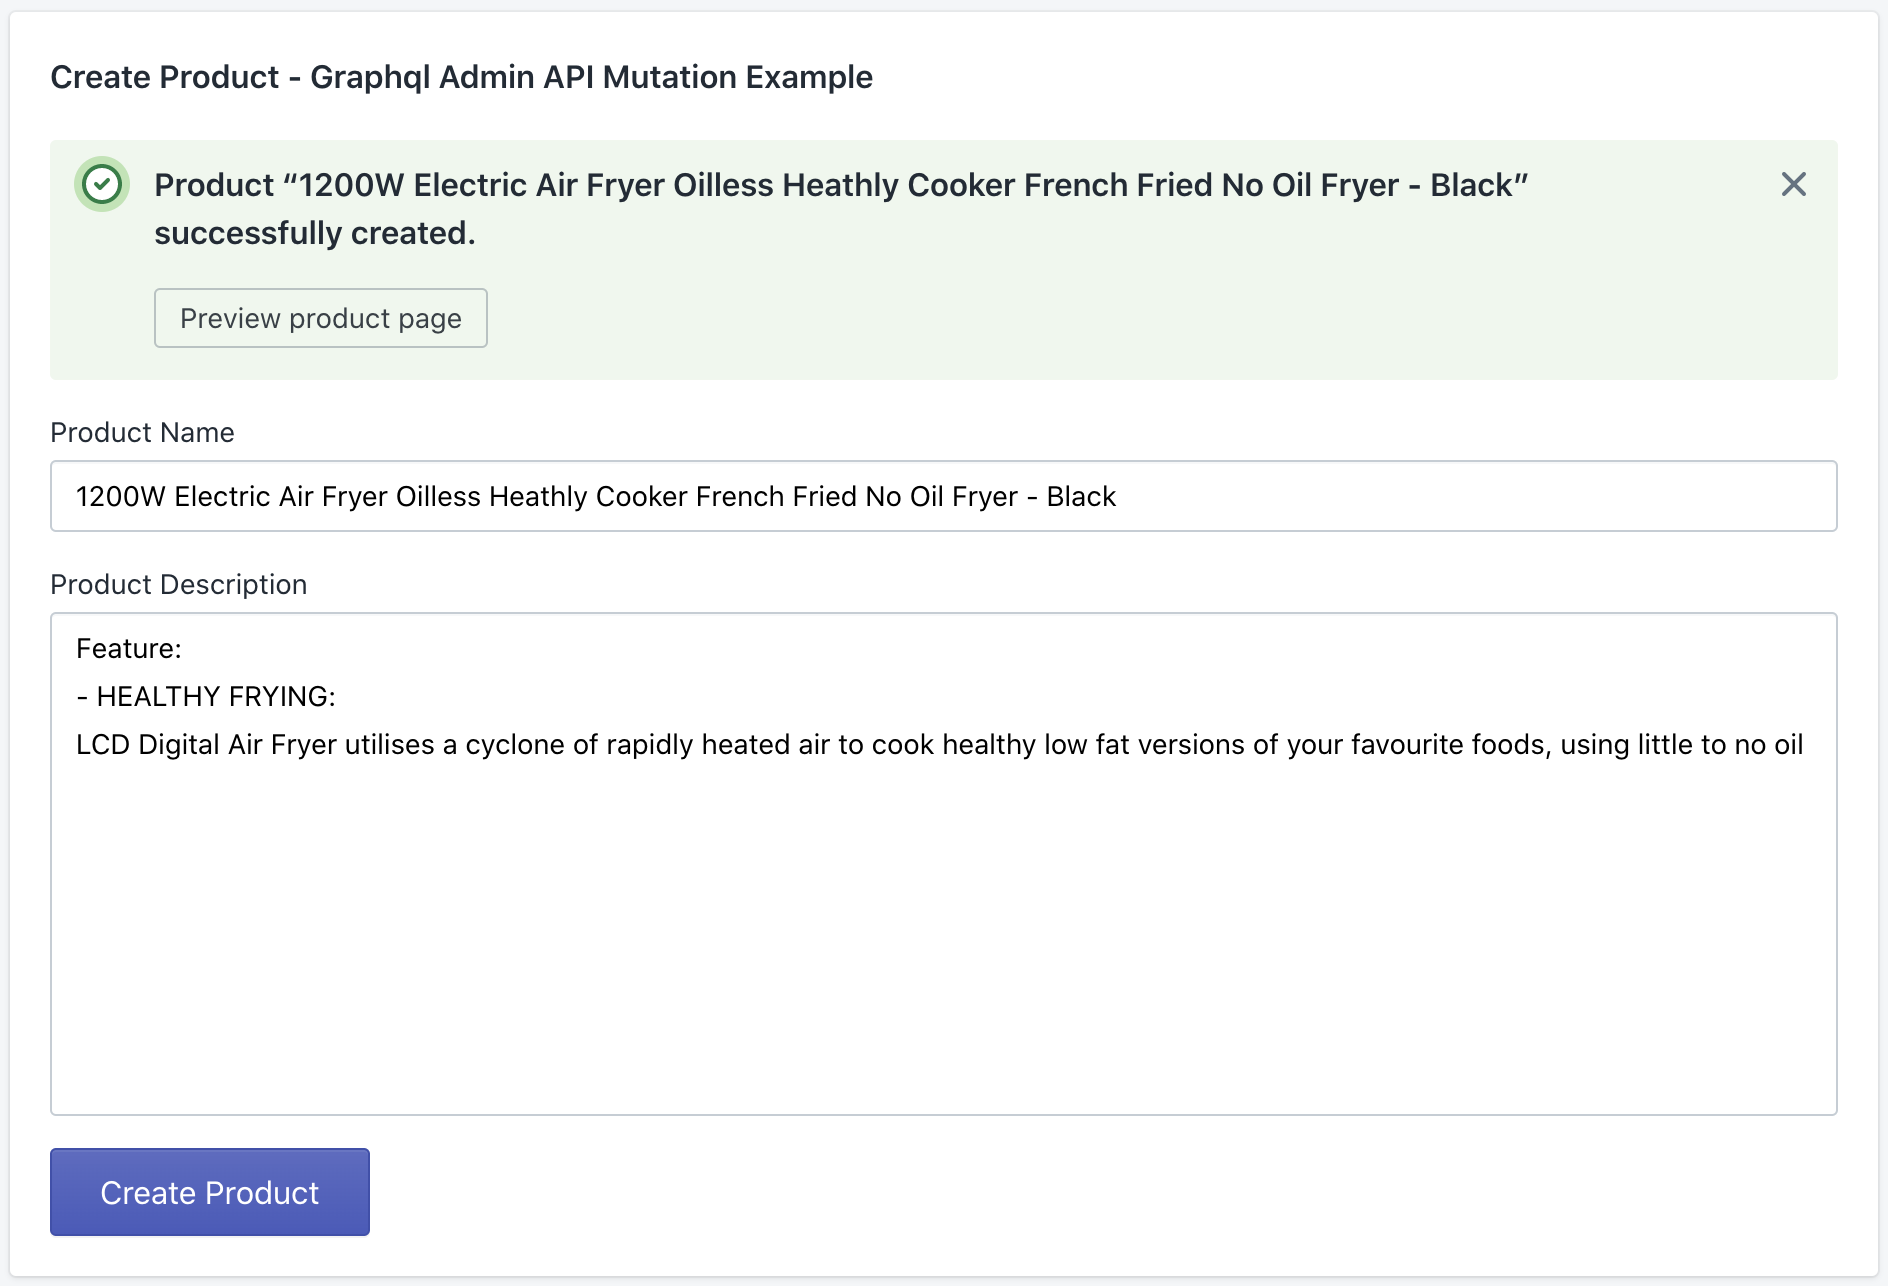 Create Product - Graphql Admin API Mutation Example
Product “1200W Electric Air Fryer Oilless Heathly Cooker French Fried No Oil Fryer - Black”
successfully created.
Preview product page
Product Name
1200W Electric Air Fryer Oilless Heathly Cooker French Fried No Oil Fryer - Black
Product Description
Feature:
- HEALTHY FRYING:
LCD Digital Air Fryer utilises a cyclone of rapidly heated air to cook healthy low fat versions of your favourite foods, using little to no oil
Create Product